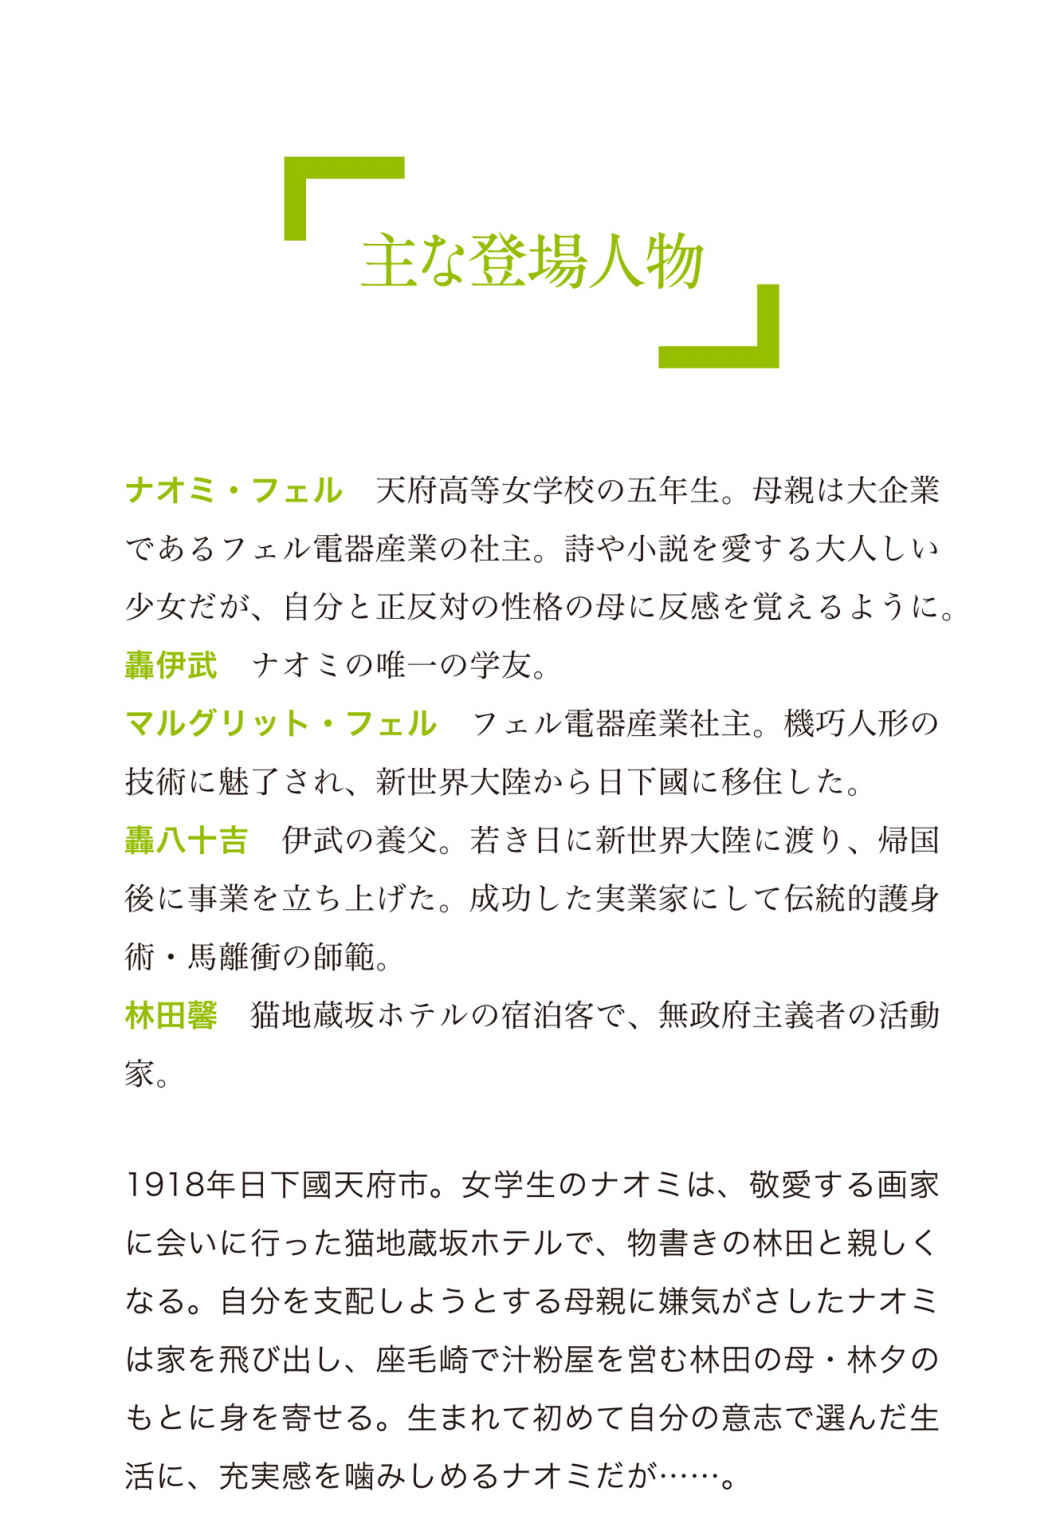 主な登場人物
ナオミ・フェル　天府高等女学校の五年生。母親は大企業
であるフェル電器産業の社主。詩や小説を愛する大人しい
少女だが、自分と正反対の性格の母に反感を覚えるように。
轟伊武　ナオミの唯一の学友。
マルグリット・フェル　フェル電器産業社主。機巧人形の
技術に魅了され、新世界大陸から日下國に移住した。
轟八十吉　伊武の養父。若き日に新世界大陸に渡り、帰国
後に事業を立ち上げた。成功した実業家にして伝統的護身
術・馬離衝の師範。
林田馨　猫地蔵坂ホテルの宿泊客で、無政府主義者の活動
家。
1918年日下國天府市。女学生のナオミは、敬愛する画家
に会いに行った猫地蔵坂ホテルで、物書きの林田と親しく
なる。自分を支配しようとする母親に嫌気がさしたナオミ
は家を飛び出し、座毛崎で汁粉屋を営む林田の母・林夕の
もとに身を寄せる。生まれて初めて自分の意志で選んだ生
活に、充実感を噛みしめるナオミだが……。